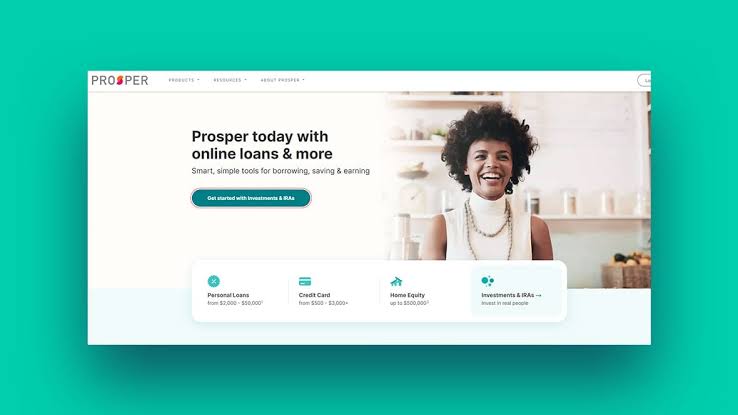 PROSPER
PRODUCTS
RESOURCES
ABOUT PROSPER
Prosper today with
online loans & more
Smart, simple tools for borrowing, saving & earning
Get started with Investments & IRAs
Personal Loans
from $2,000 - $50,000¹
Credit Card
from $500 - $3,000+
Home Equity
up to $500,000
Investments & IRAs →
Invest in real people